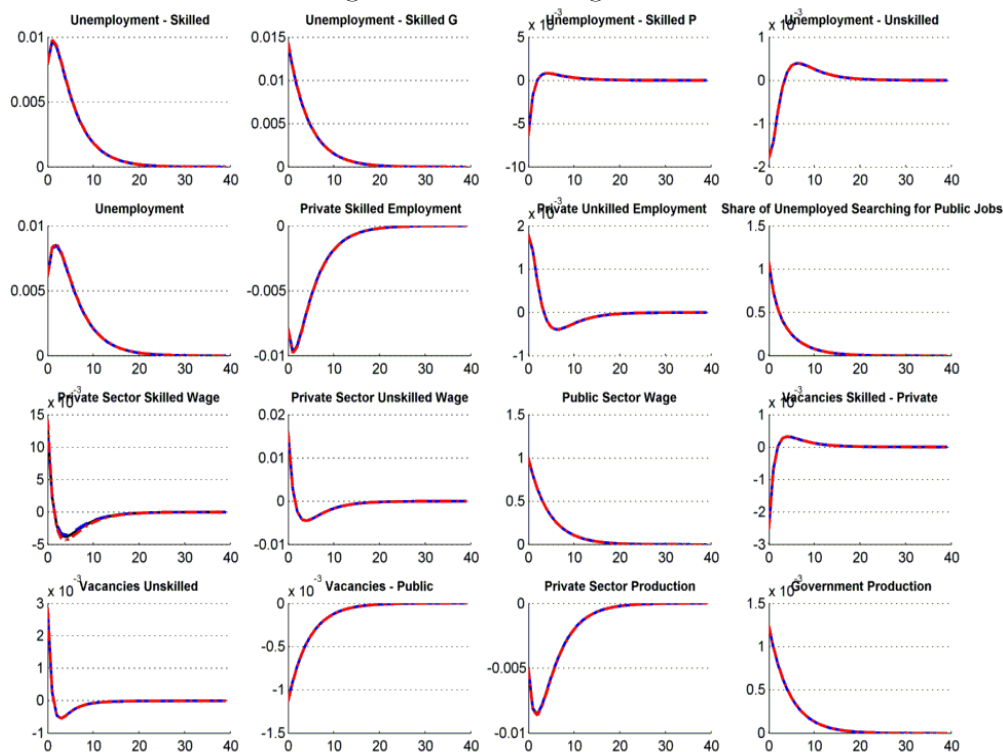 Unemployment - Skilled
Unemployment - Skilled G
Unemployment - Skilled P
Unemployment - Unskilled
0.01
0.005
0
0 10 20 30 40
0.015
0.01
0.005
0
0 10 20 30 40
x 10⁻³
5
0
-5
-10
0 10 20 30 40
x 10⁻³
1
0
-1
-2
0 10 20 30 40
Unemployment
Private Skilled Employment
Private Unkilled Employment
Share of Unemployed Searching for Public Jobs
0.01
0.005
0
0 10 20 30 40
0
-0.005
-0.01
0 10 20 30 40
x 10⁻³
2
1
0
-1
0 10 20 30 40
1.5
1
0.5
0
0 10 20 30 40
Private Sector Skilled Wage
Private Sector Unskilled Wage
Public Sector Wage
Vacancies Skilled - Private
x 10⁻³
15
10
5
0
-5
0 10 20 30 40
0.02
0.01
0
-0.01
0 10 20 30 40
1.5
1
0.5
0
0 10 20 30 40
x 10⁻³
1
0
-1
-2
-3
0 10 20 30 40
Vacancies Unskilled
Vacancies - Public
Private Sector Production
Government Production
x 10⁻³
3
2
1
0
-1
0 10 20 30 40
x 10⁻³
0
-0.5
-1
-1.5
0 10 20 30 40
0
-0.005
-0.01
0 10 20 30 40
x 10⁻³
1.5
1
0.5
0
0 10 20 30 40